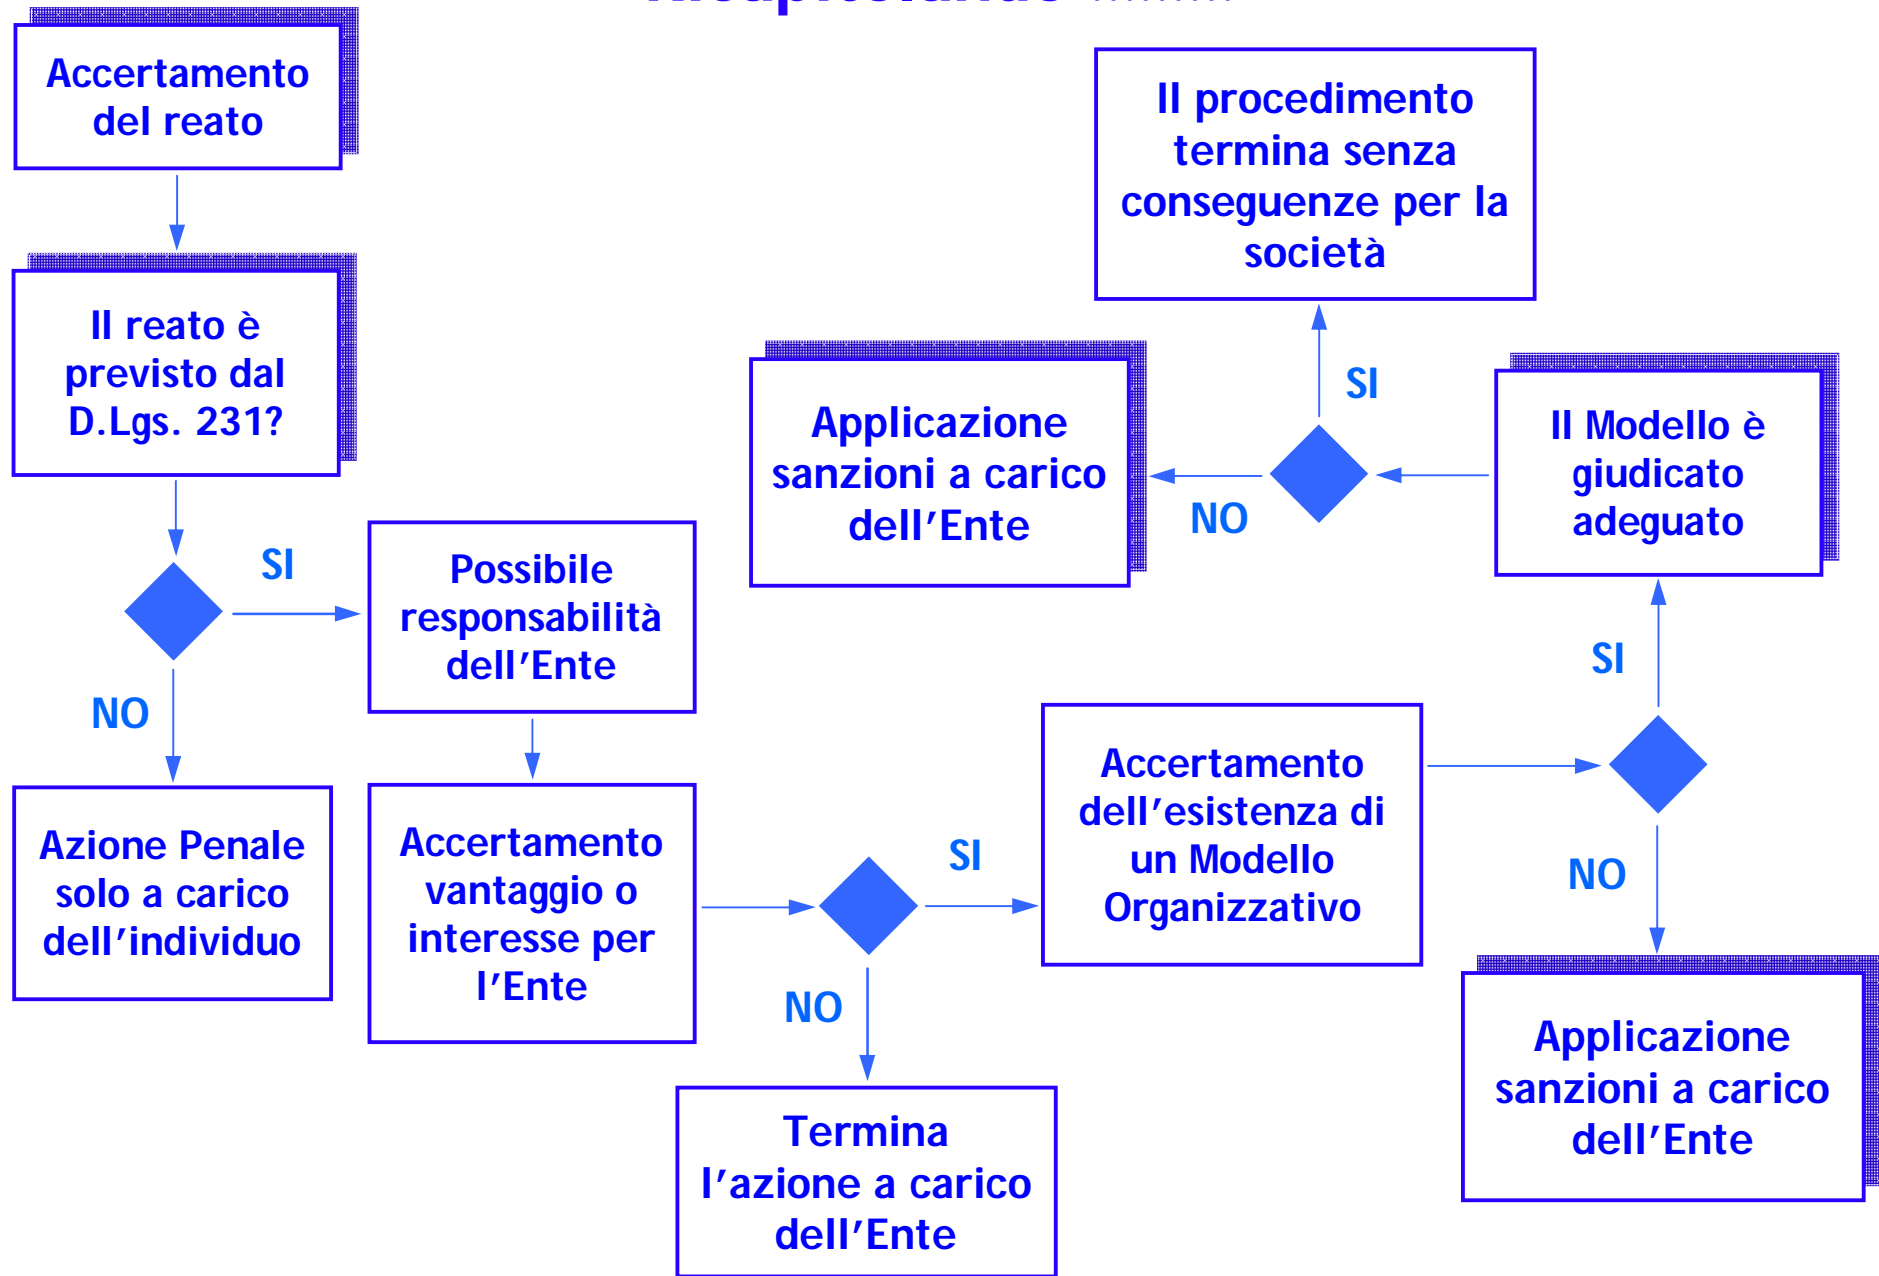 Accertamento
del reato
Il reato è
previsto dal
D.Lgs. 231?
SI
NO
Azione Penale
solo a carico
dell'individuo
Possibile
responsabilità
dell'Ente
Accertamento
vantaggio o
interesse per
l'Ente
SI
NO
Termina
l'azione a carico
dell'Ente
Accertamento
dell'esistenza di
un Modello
Organizzativo
SI
NO
Applicazione
sanzioni a carico
dell'Ente
Il Modello è
giudicato
adeguato
SI
NO
Il procedimento
termina senza
conseguenze per la
società
Applicazione
sanzioni a carico
dell'Ente